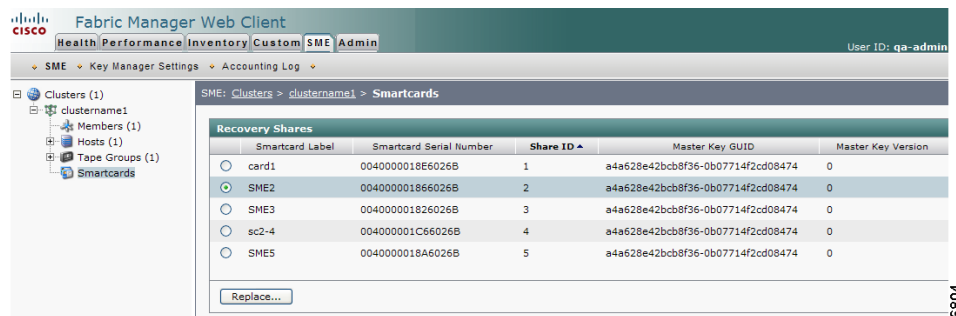 cisco
Fabric Manager Web Client
Health Performance Inventory Custom SME Admin
User ID: qa-admin
SME Key Manager Settings Accounting Log
Clusters (1)
clustername1
Members (1)
Hosts (1)
Tape Groups (1)
Smartcards
SME: Clusters > clustername1 > Smartcards
Recovery Shares
Smartcard Label Smartcard Serial Number Share ID Master Key GUID Master Key Version
card1 0040000018E6026B 1 a4a628e42bcb8f36-0b07714f2cd08474 0
SME2 004000001866026B 2 a4a628e42bcb8f36-0b07714f2cd08474 0
SME3 004000001826026B 3 a4a628e42bcb8f36-0b07714f2cd08474 0
sc2-4 004000001C66026B 4 a4a628e42bcb8f36-0b07714f2cd08474 0
SME5 0040000018A6026B 5 a4a628e42bcb8f36-0b07714f2cd08474 0
Replace...